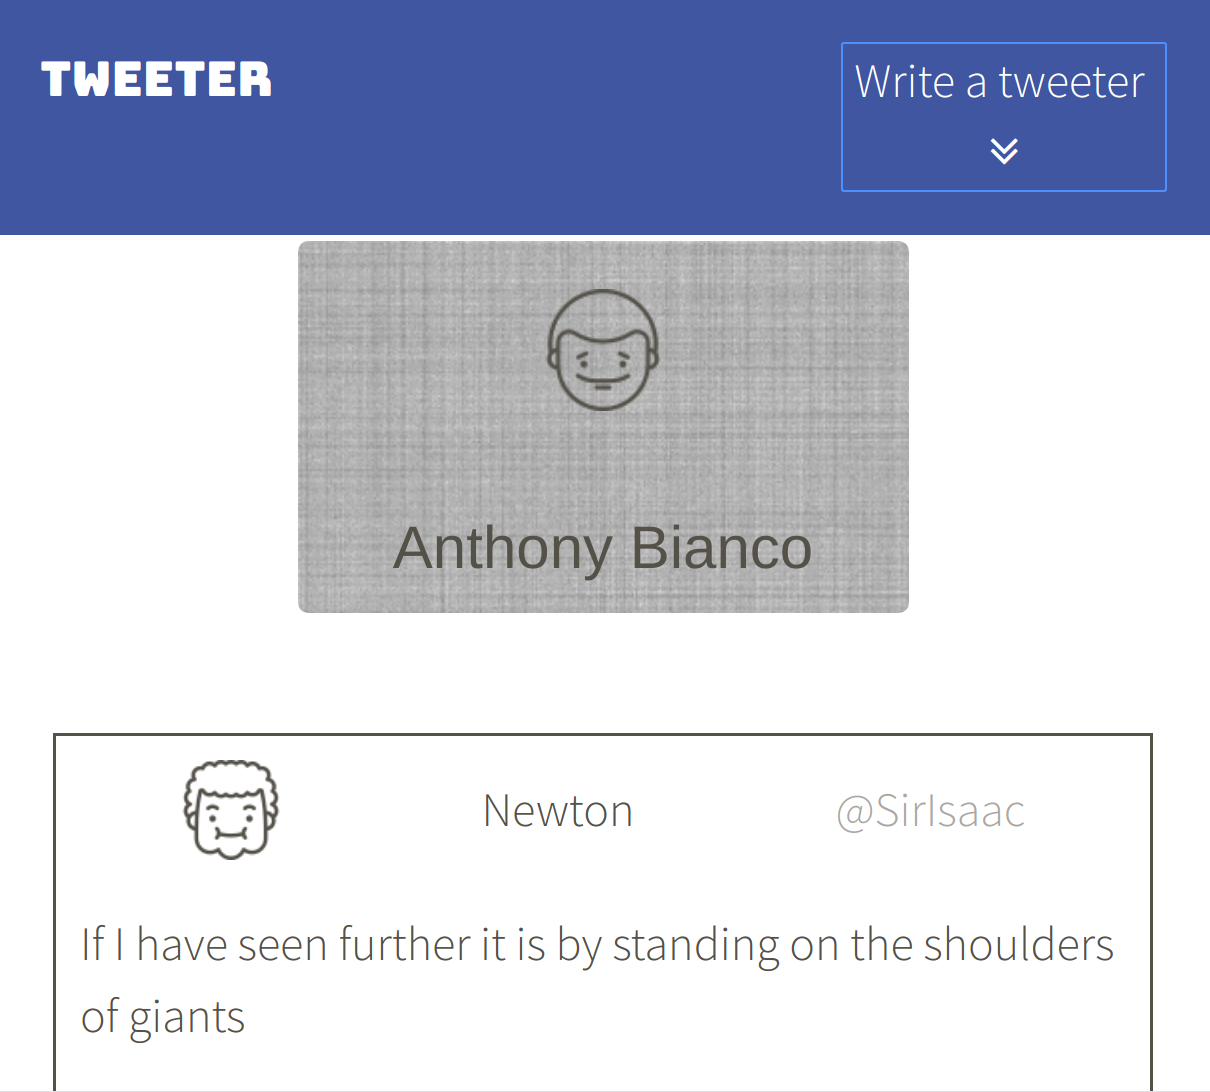 TWEETER
Write a tweeter
Anthony Bianco
Newton
@SirIsaac
If I have seen further it is by standing on the shoulders
of giants